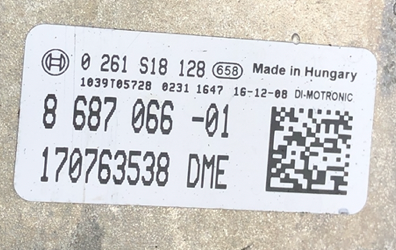 0 261 S18 128 658 Made in Hungary
1039T05728 0231 1647 16-12-08 DI-MOTRONIC
8 687 066 -01
170763538 DME